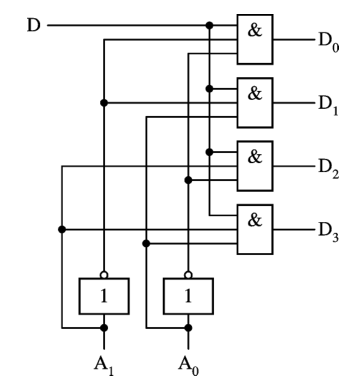 D
&
D₀
&
D₁
&
D₂
&
D₃
1
1
A₁
A₀